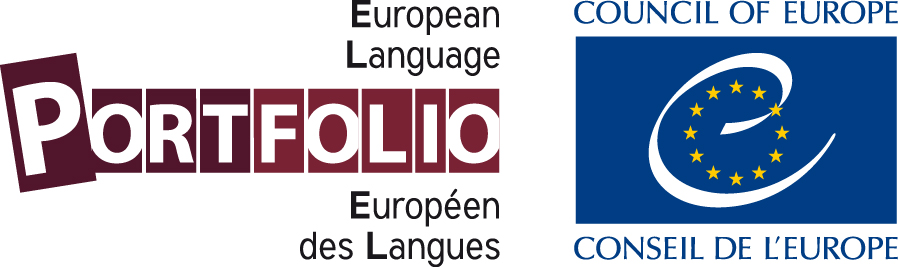 European
Language
PORTFOLIO
Européen
des Langues
COUNCIL OF EUROPE
CONSEIL DE L'EUROPE